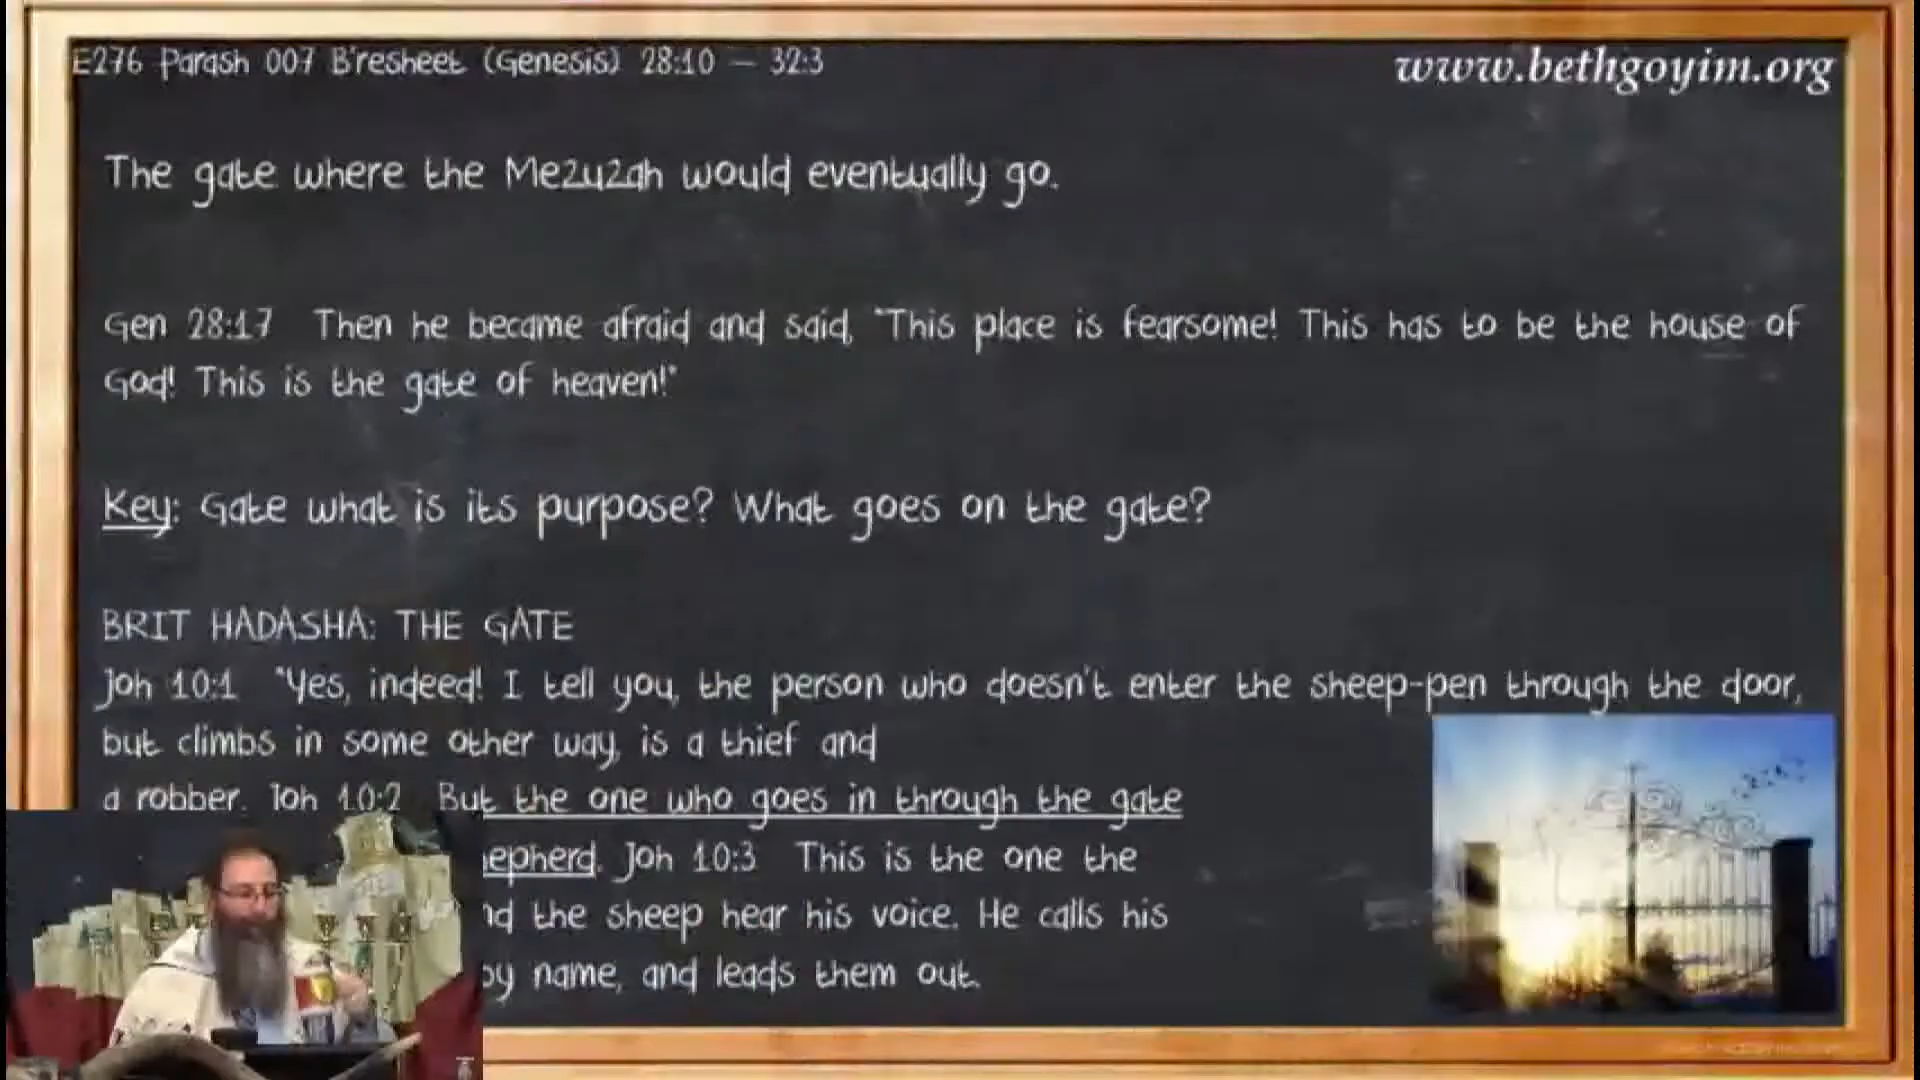 E276 Parash 007 B'resheet (Genesis) 28:10 – 32:3
www.bethgoyim.org
The gate where the Mezuzah would eventually go.
Gen 28:17 Then he became afraid and said, "This place is fearsome! This has to be the house of
God! This is the gate of heaven!"
Key: Gate what is its purpose? What goes on the gate?
BRIT HADASHA: THE GATE
Joh 10:1 "Yes, indeed! I tell you, the person who doesn't enter the sheep-pen through the door,
but climbs in some other way, is a thief and
a robber. Joh 10:2 But the one who goes in through the gate
epherd. Joh 10:3 This is the one the
the sheep hear his voice. He calls his
by name, and leads them out.